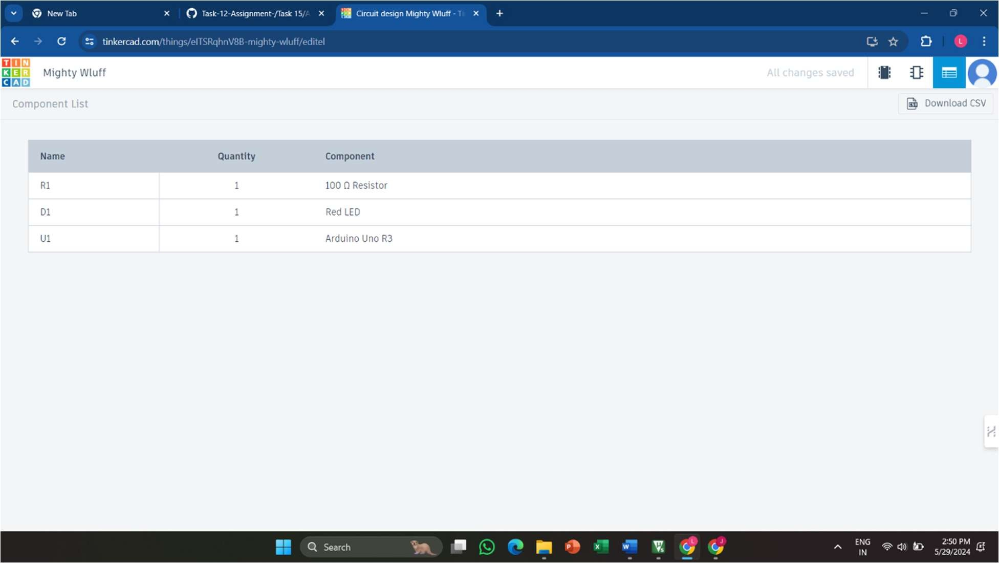 New Tab
Task-12-Assignment-/Task 15/A
Circuit design Mighty Wluff - Ti
tinkercad.com/things/eITSRqhnV8B-mighty-wluff/editel
TIN
KER
CAD
Mighty Wluff
All changes saved
L
Component List
CSV
Download CSV
Name Quantity Component
R1 1 100 Ω Resistor
D1 1 Red LED
U1 1 Arduino Uno R3
Search
ENG
IN
2:50 PM
5/29/2024